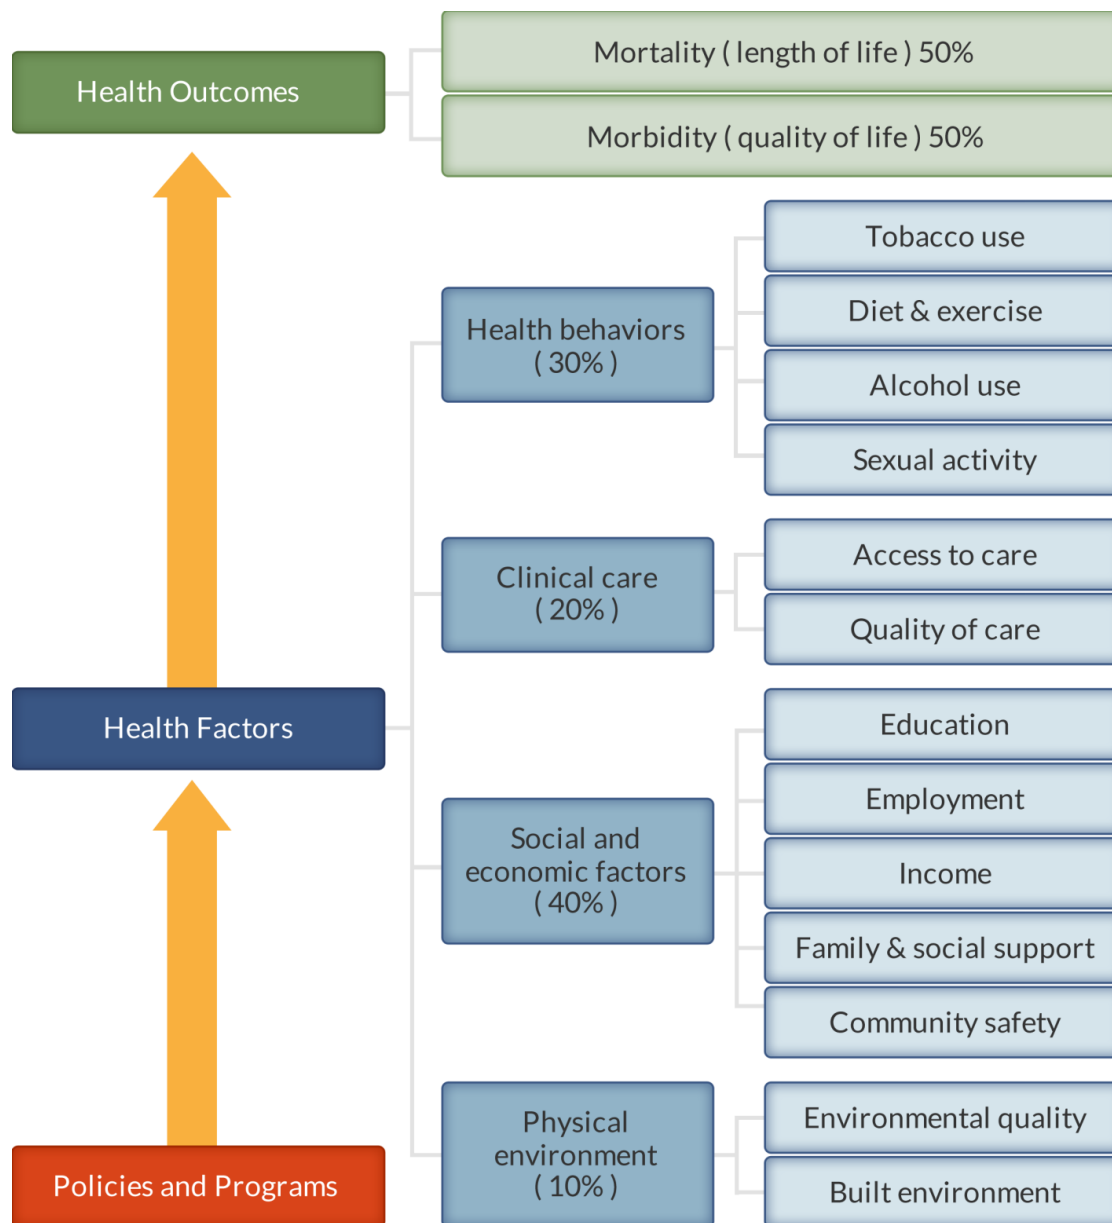 Health Outcomes
Mortality ( length of life ) 50%
Morbidity ( quality of life ) 50%
Health behaviors
( 30% )
Tobacco use
Diet & exercise
Alcohol use
Sexual activity
Clinical care
( 20% )
Access to care
Quality of care
Health Factors
Social and
economic factors
( 40% )
Education
Employment
Income
Family & social support
Community safety
Physical
environment
( 10% )
Environmental quality
Built environment
Policies and Programs